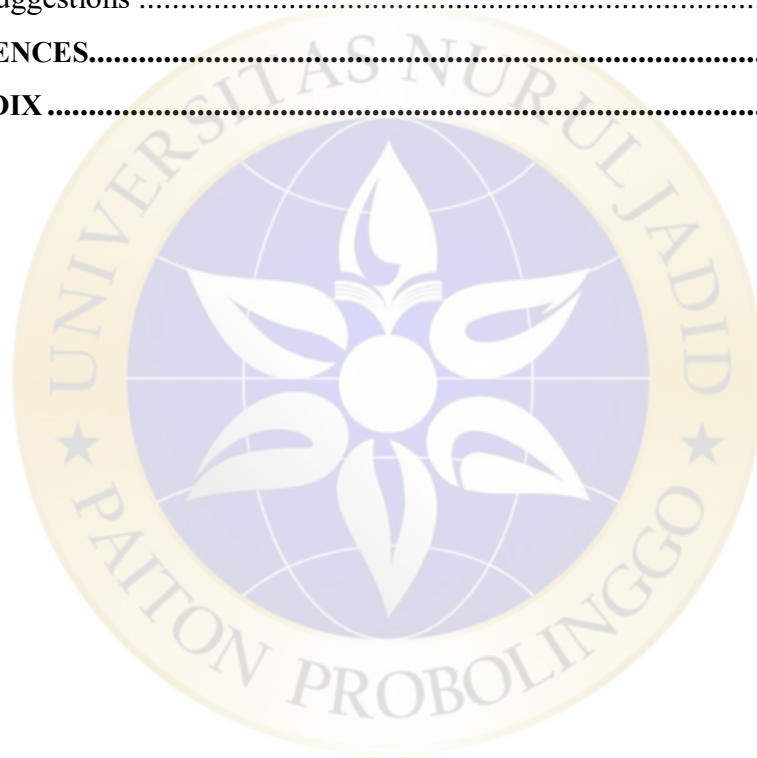 uggestions ....................................................................................
ENCES....................................................................................
DIX ....................................................................................
UNIVERSITAS NURUL JADID
★ PAITON PROBOLINGGO ★